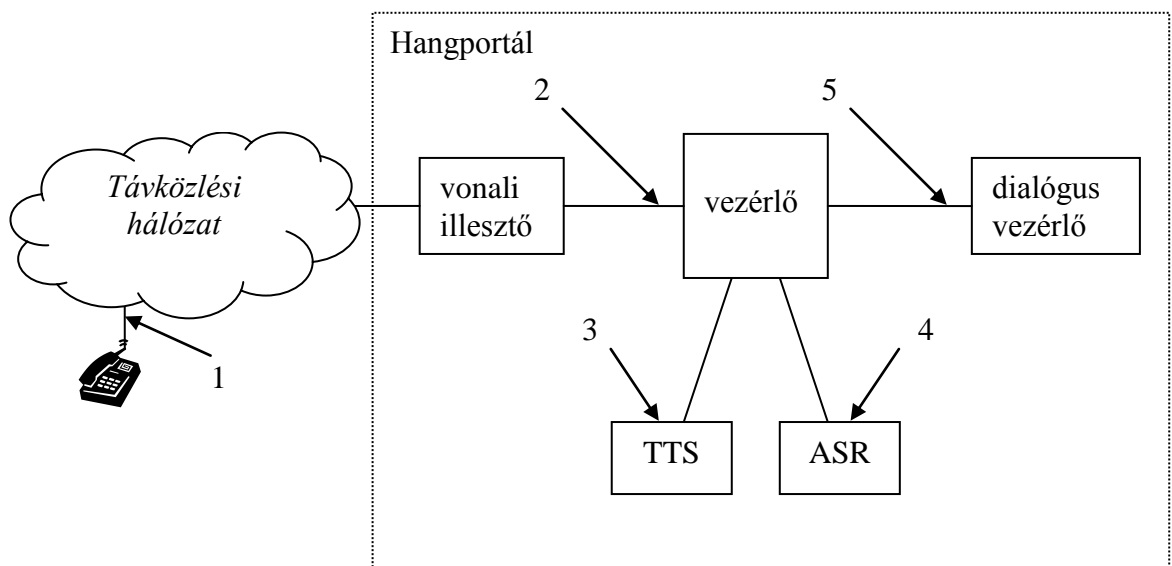 Hangportál
2
5
Távközlési
hálózat
vonali
illesztő
vezérlő
dialógus
vezérlő
1
3
4
TTS
ASR